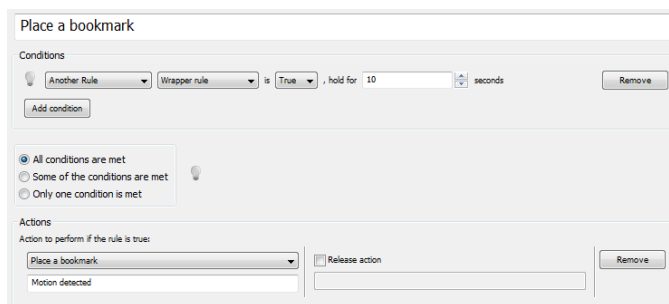 Place a bookmark
Conditions
Another Rule Wrapper rule is True , hold for 10 seconds Remove
Add condition
All conditions are met
Some of the conditions are met
Only one condition is met
Actions
Action to perform if the rule is true:
Place a bookmark Release action Remove
Motion detected